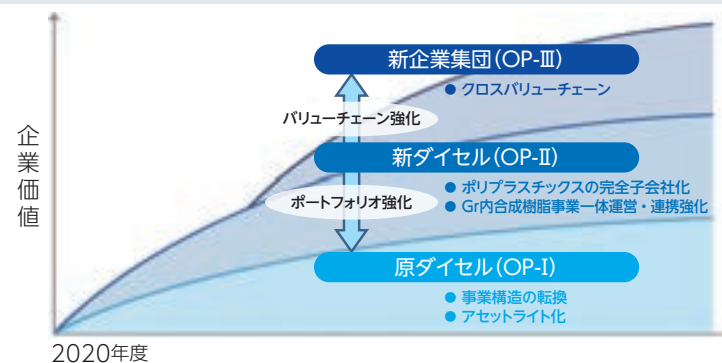 新企業集団(OP-Ⅲ)
● クロスバリューチェーン
バリューチェーン強化
企業価値
新ダイセル(OP-Ⅱ)
● ポリプラスチックスの完全子会社化
● Gr内合成樹脂事業一体運営・連携強化
ポートフォリオ強化
原ダイセル(OP-Ⅰ)
● 事業構造の転換
● アセットライト化
2020年度